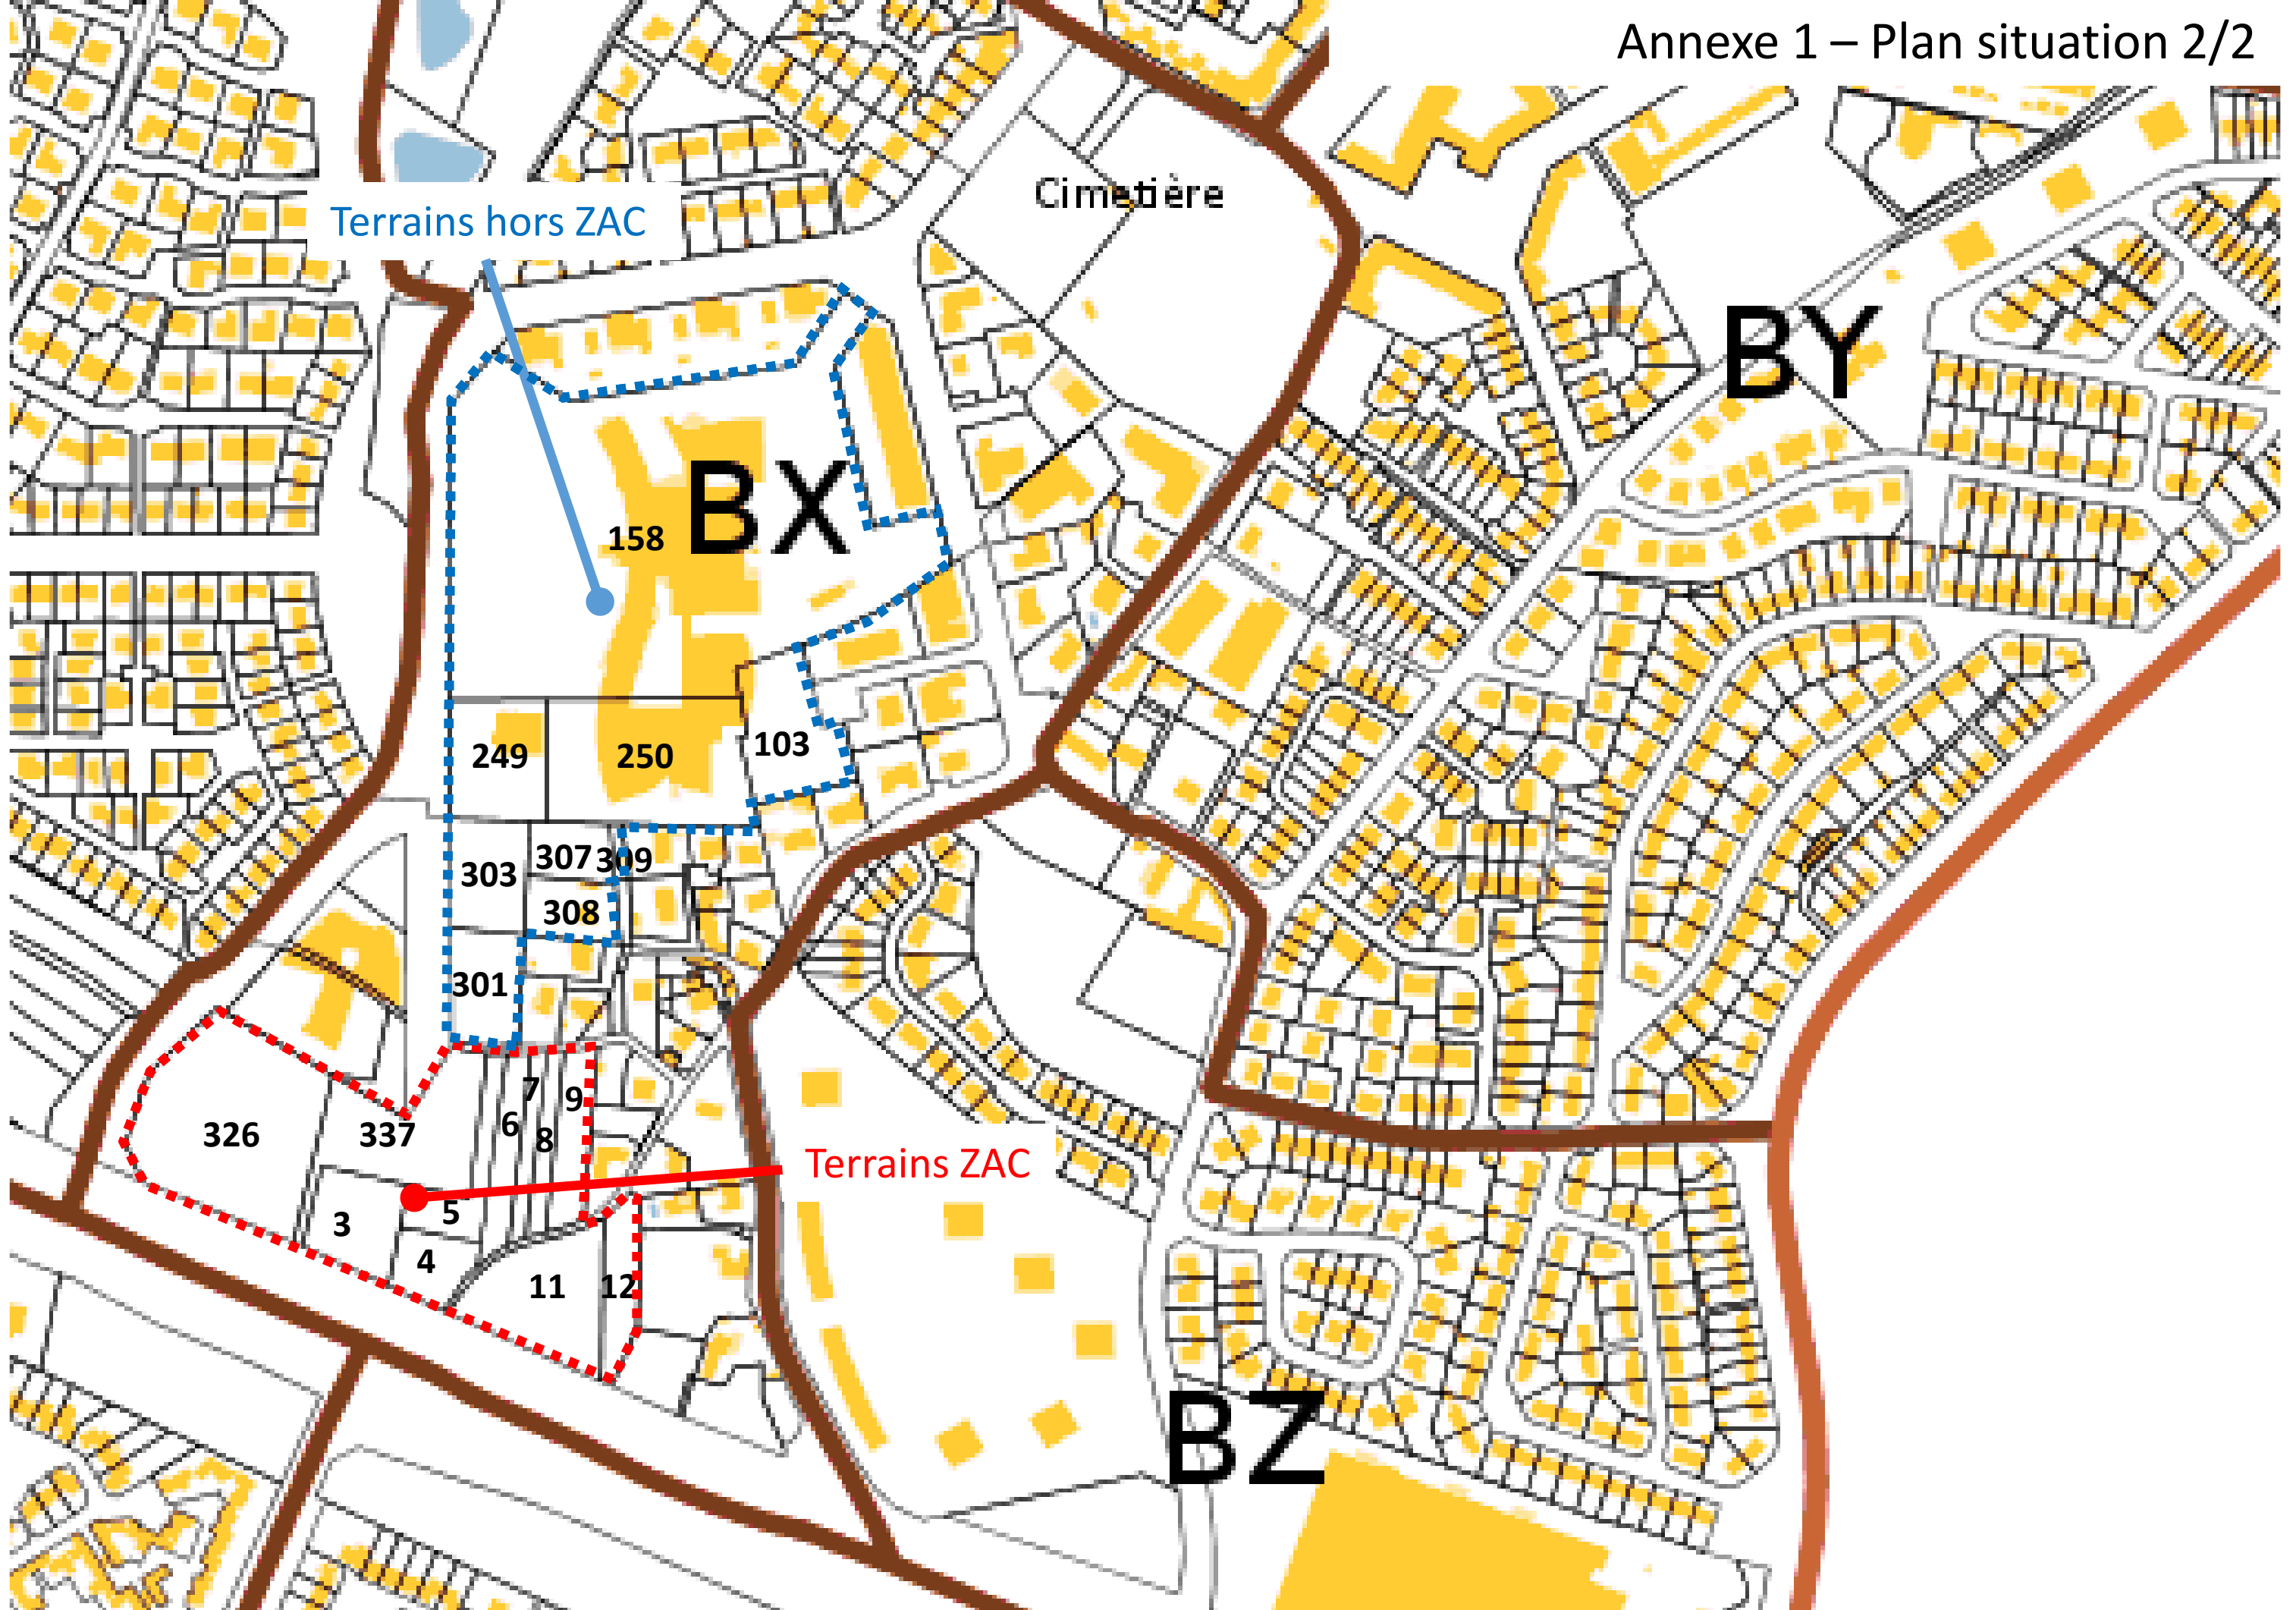 Annexe 1 – Plan situation 2/2
Cimetière
Terrains hors ZAC
BY
BX
158
249
250
103
303
307
309
308
301
7
9
6
8
326
337
Terrains ZAC
3
5
4
11
12
BZ